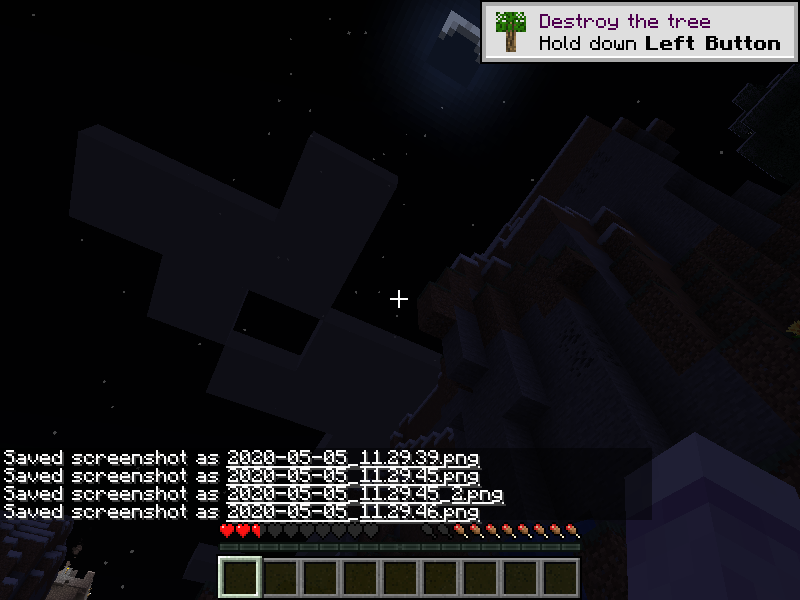 Destroy the tree
Hold down Left Button
Saved screenshot as 2020-05-05_11.29.39.png
Saved screenshot as 2020-05-05_11.29.45.png
Saved screenshot as 2020-05-05_11.29.45_2.png
Saved screenshot as 2020-05-05_11.29.46.png